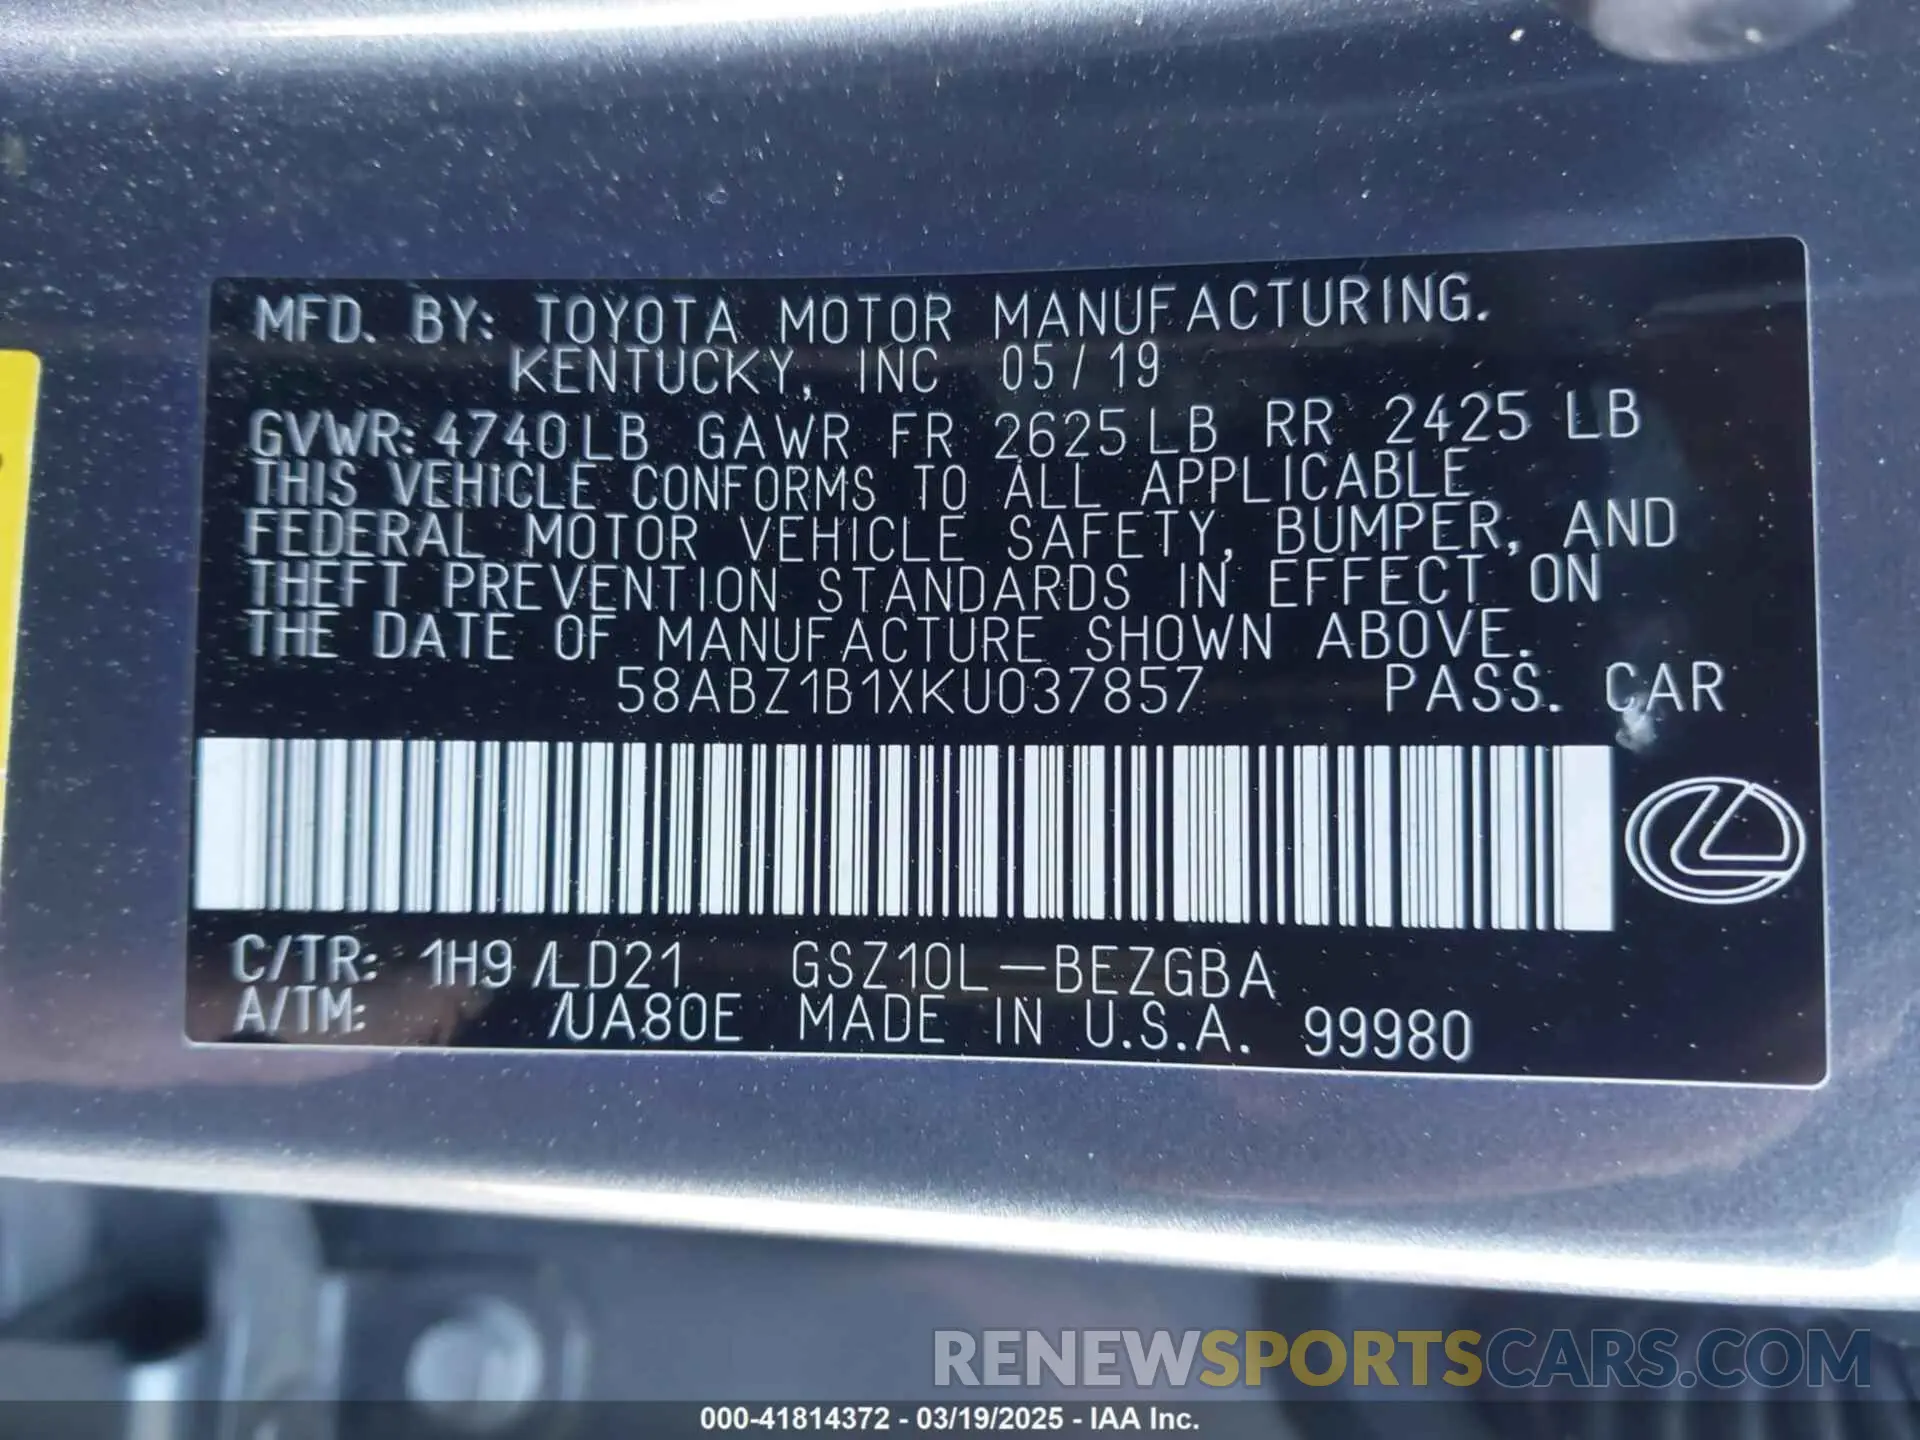 MFD. BY: TOYOTA MOTOR MANUFACTURING.
KENTUCKY, INC 05/19
GVWR: 4740LB GAWR FR 2625LB RR 2425 LB
THIS VEHICLE CONFORMS TO ALL APPLICABLE
FEDERAL MOTOR VEHICLE SAFETY, BUMPER, AND
THEFT PREVENTION STANDARDS IN EFFECT ON
THE DATE OF MANUFACTURE SHOWN ABOVE.
58ABZ1B1XKU037857 PASS. CAR
C/TR: 1H9 /LD21 GSZ10L-BEZGBA
A/TM: /UA80E MADE IN U.S.A. 99980
RENEWSPORTSCARS.COM
000-41814372 - 03/19/2025 - IAA Inc.